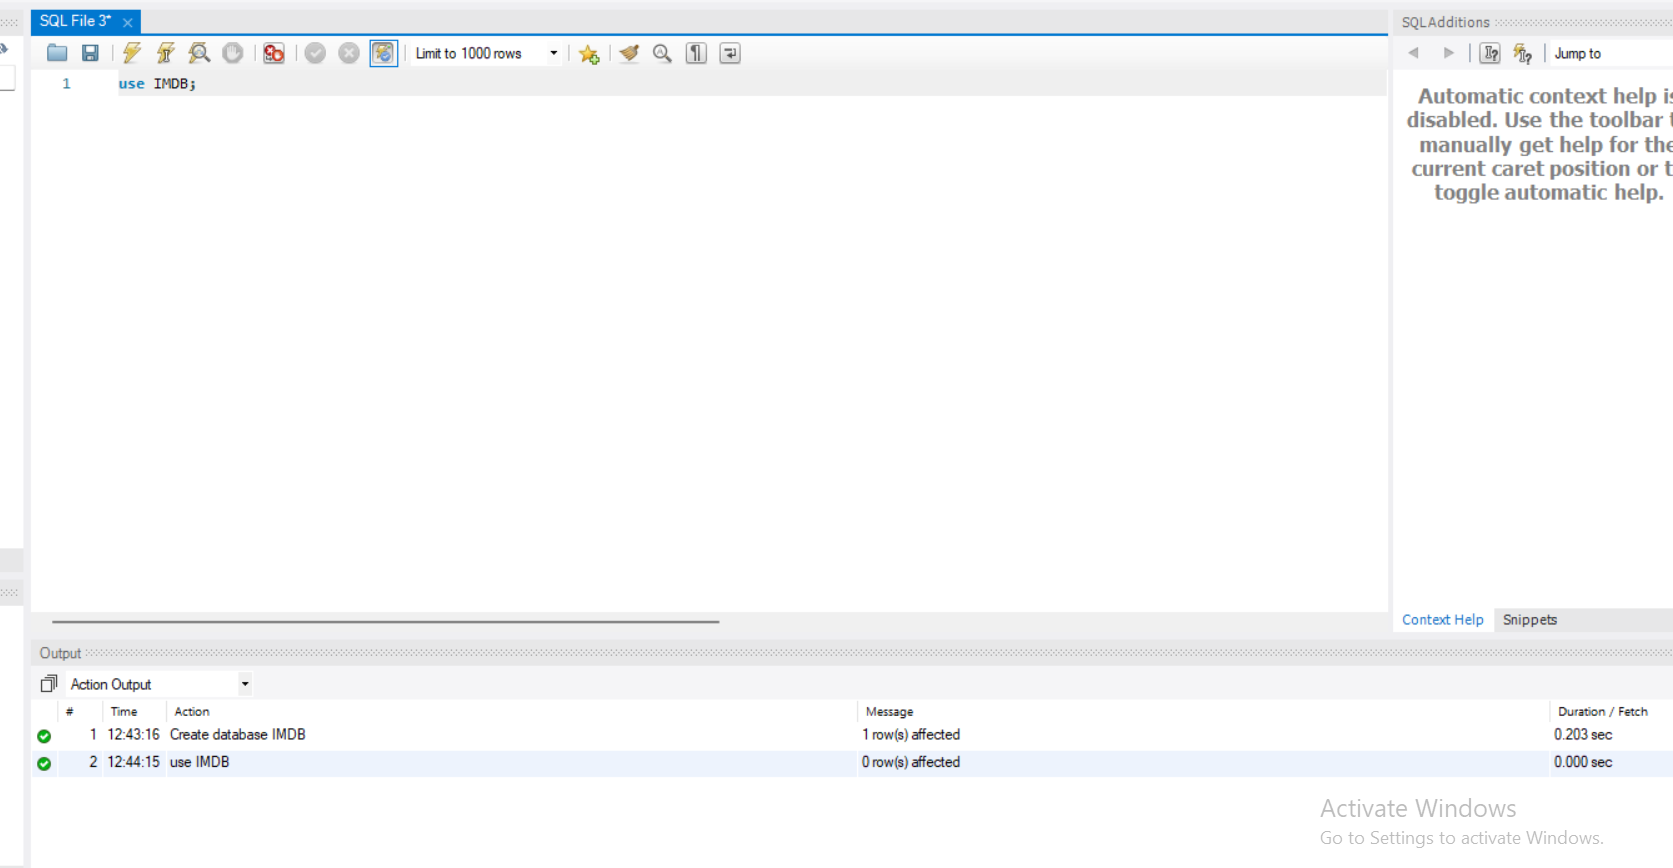 SQL File 3*
Limit to 1000 rows
1 use IMDB;
SQLAdditions
Jump to
Automatic context help is
disabled. Use the toolbar t
manually get help for the
current caret position or t
toggle automatic help.
Context Help Snippets
Output
Action Output
# Time Action Message Duration / Fetch
1 12:43:16 Create database IMDB 1 row(s) affected 0.203 sec
2 12:44:15 use IMDB 0 row(s) affected 0.000 sec
Activate Windows
Go to Settings to activate Windows.